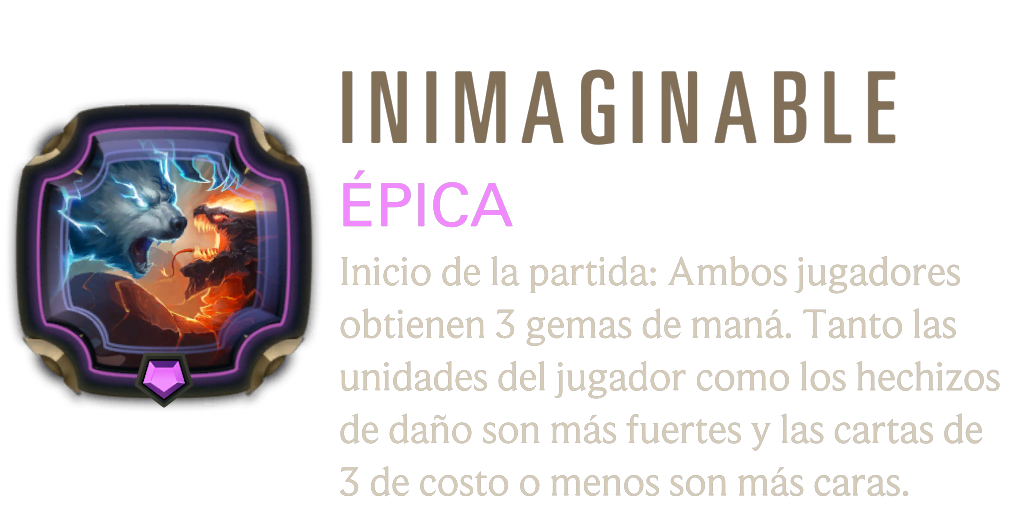 INIMAGINABLE
ÉPICA
Inicio de la partida: Ambos jugadores
obtienen 3 gemas de maná. Tanto las
unidades del jugador como los hechizos
de daño son más fuertes y las cartas de
3 de costo o menos son más caras.